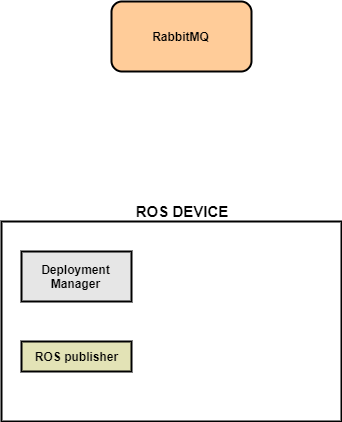 RabbitMQ
ROS DEVICE
Deployment
Manager
ROS publisher